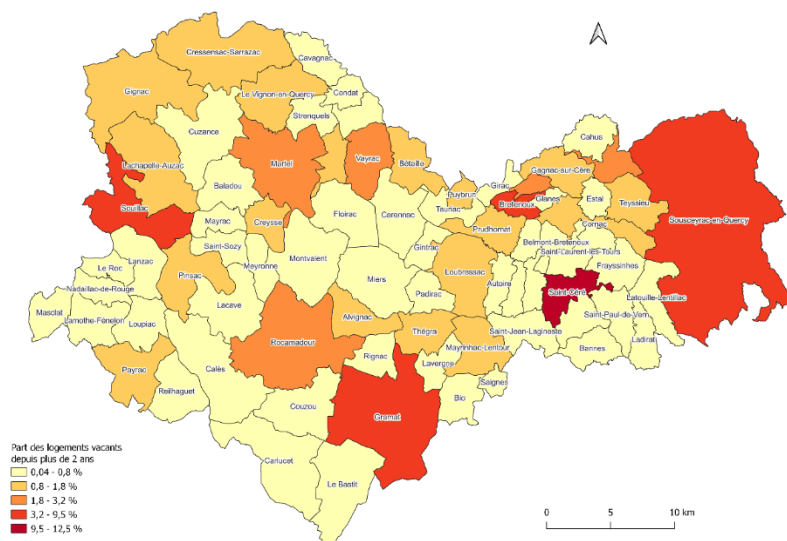 Cressensac-Sarrazac
Cavagnac
Gignac
Le Vignon-en-Quercy
Condat
Strenquels
Cuzance
Cahus
Lachapelle-Auzac
Martel
Vayrac
Bétaille
Gagnac-sur-Cère
Baladou
Puybrun
Girac
Bretenoux
Glanes
Estal
Teyssieu
Souillac
Mayrac
Creysse
Floirac
Carennac
Tauriac
Prudhomat
Cornac
Sousceyrac-en-Quercy
Saint-Sozy
Gintrac
Belmont-Bretenoux
Saint-Laurent-les-Tours
Lanzac
Meyronne
Montvalent
Le Roc
Pinsac
Miers
Loubressac
Autoire
Frayssinhes
Nadaillac-de-Rouge
Lacave
Padirac
Saint-Céré
Latouille-Lentillac
Masclat
Lamothe-Fénelon
Loupiac
Alvignac
Thégra
Saint-Jean-Lagineste
Saint-Paul-de-Vern
Rocamadour
Mayrinhac-Lentour
Ladirat
Payrac
Calès
Rignac
Lavergne
Bannes
Reilhaguet
Saignes
Couzou
Gramat
Bio
Carlucet
Le Bastit
Part des logements vacants
depuis plus de 2 ans
0,04 - 0,8 %
0,8 - 1,8 %
1,8 - 3,2 %
3,2 - 9,5 %
9,5 - 12,5 %
0 5 10 km